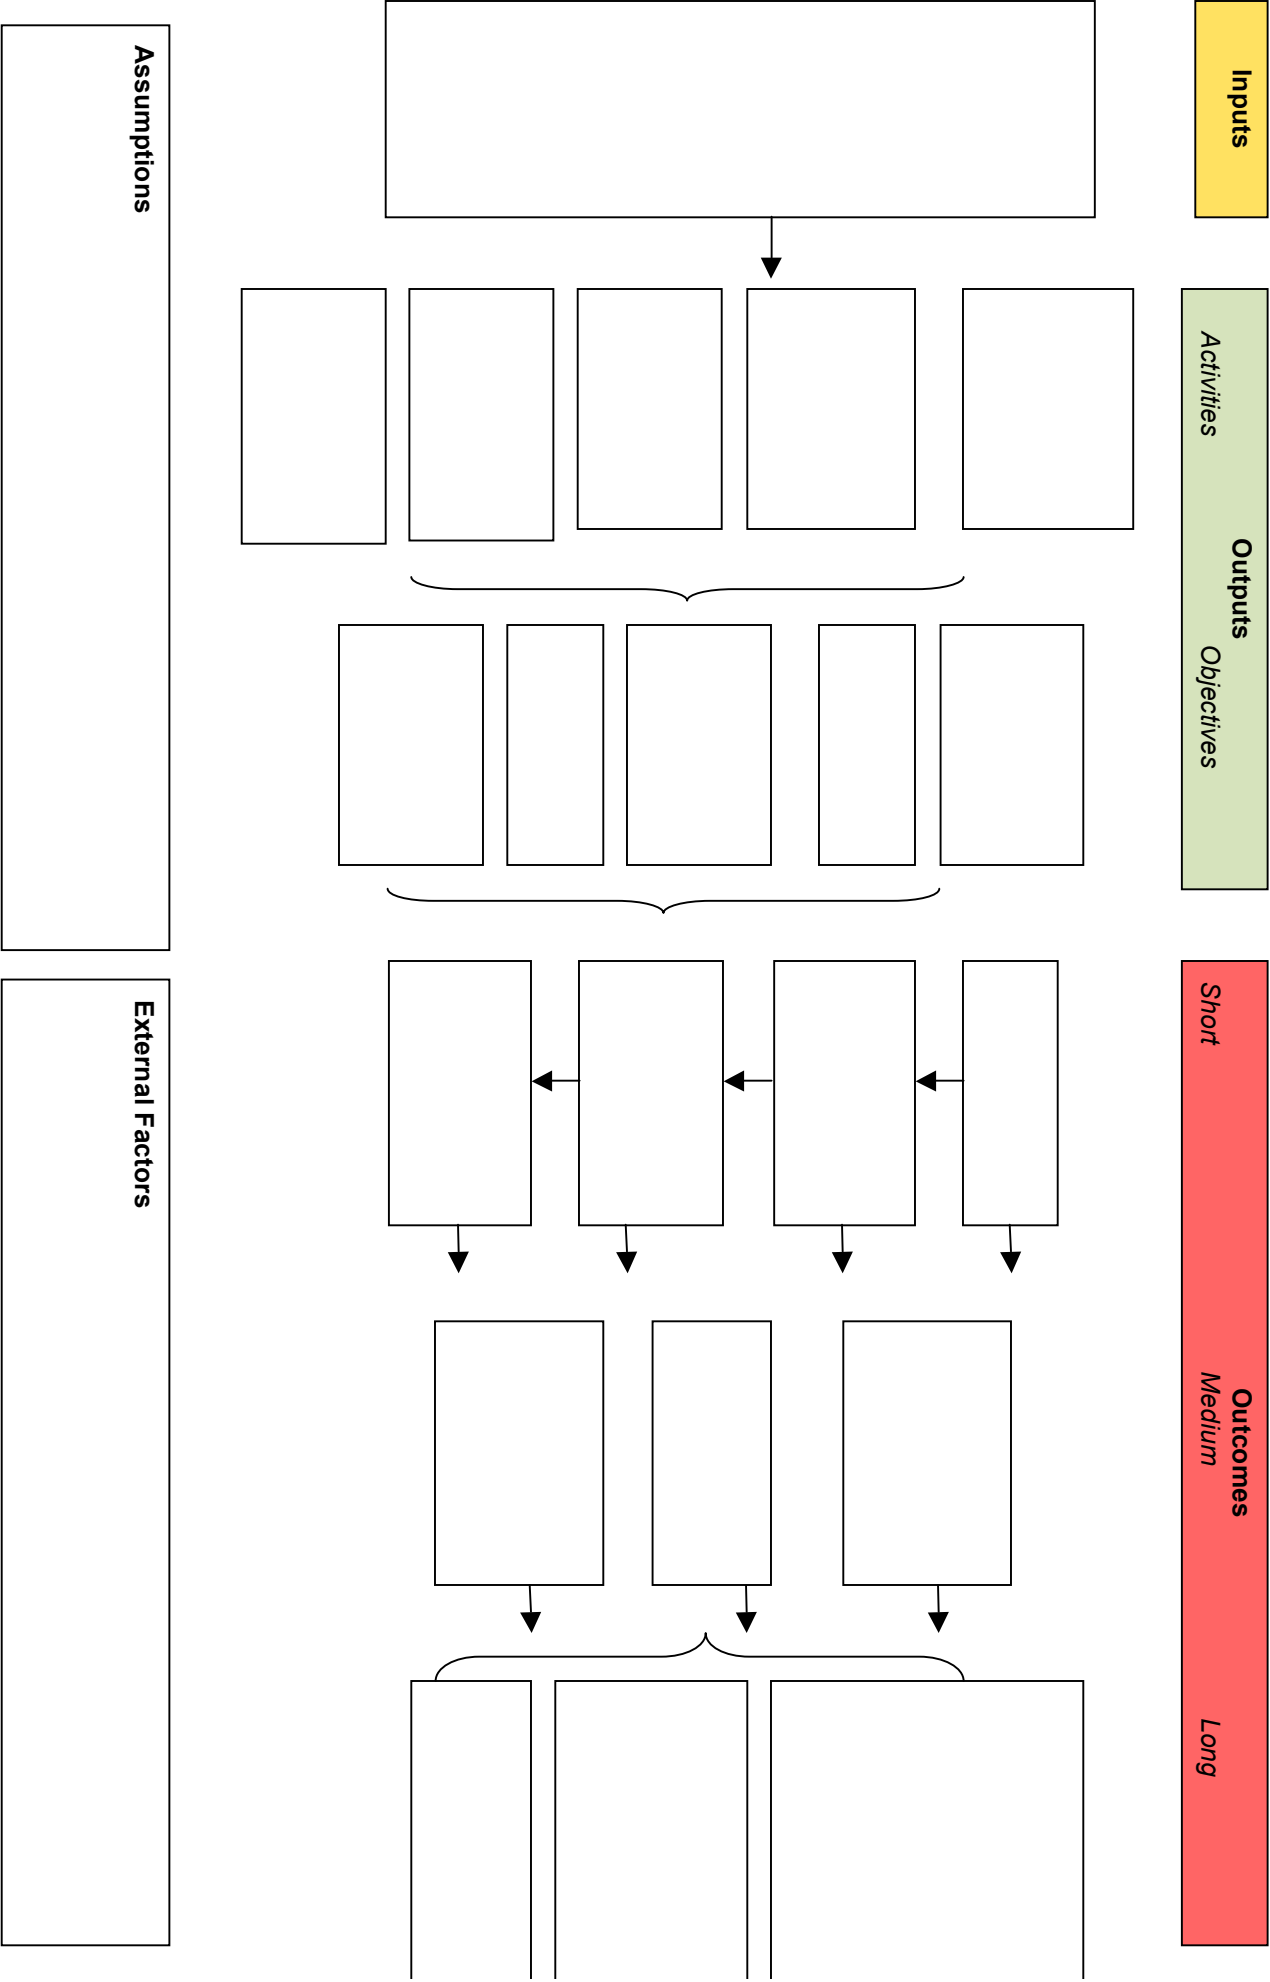 Inputs
Outputs
Activities Objectives
Outcomes
Short Medium Long
Assumptions
External Factors